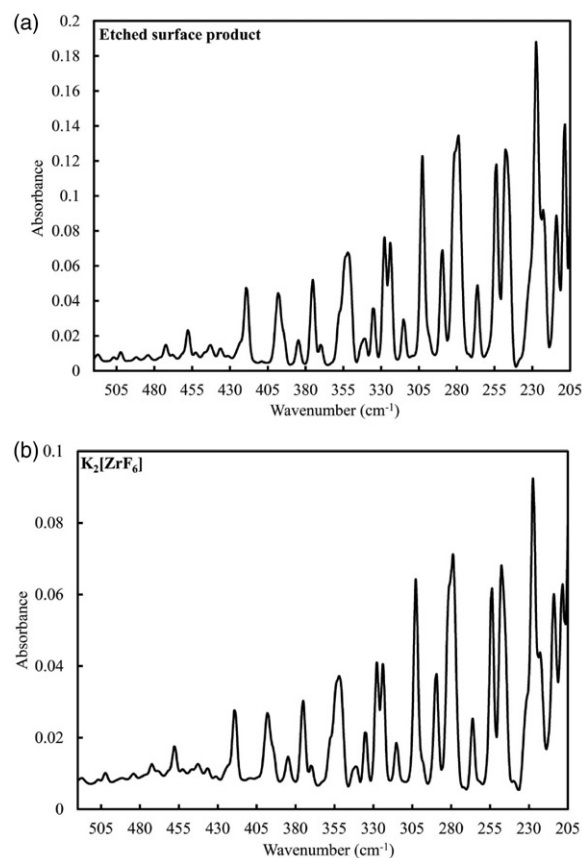 (a)
Etched surface product
0.2
0.18
0.16
0.14
0.12
0.1
0.08
0.06
0.04
0.02
0
Absorbance
505 480 455 430 405 380 355 330 305 280 255 230 205
Wavenumber (cm⁻¹)
(b)
K₂[ZrF₆]
0.1
0.08
0.06
0.04
0.02
0
Absorbance
505 480 455 430 405 380 355 330 305 280 255 230 205
Wavenumber (cm⁻¹)